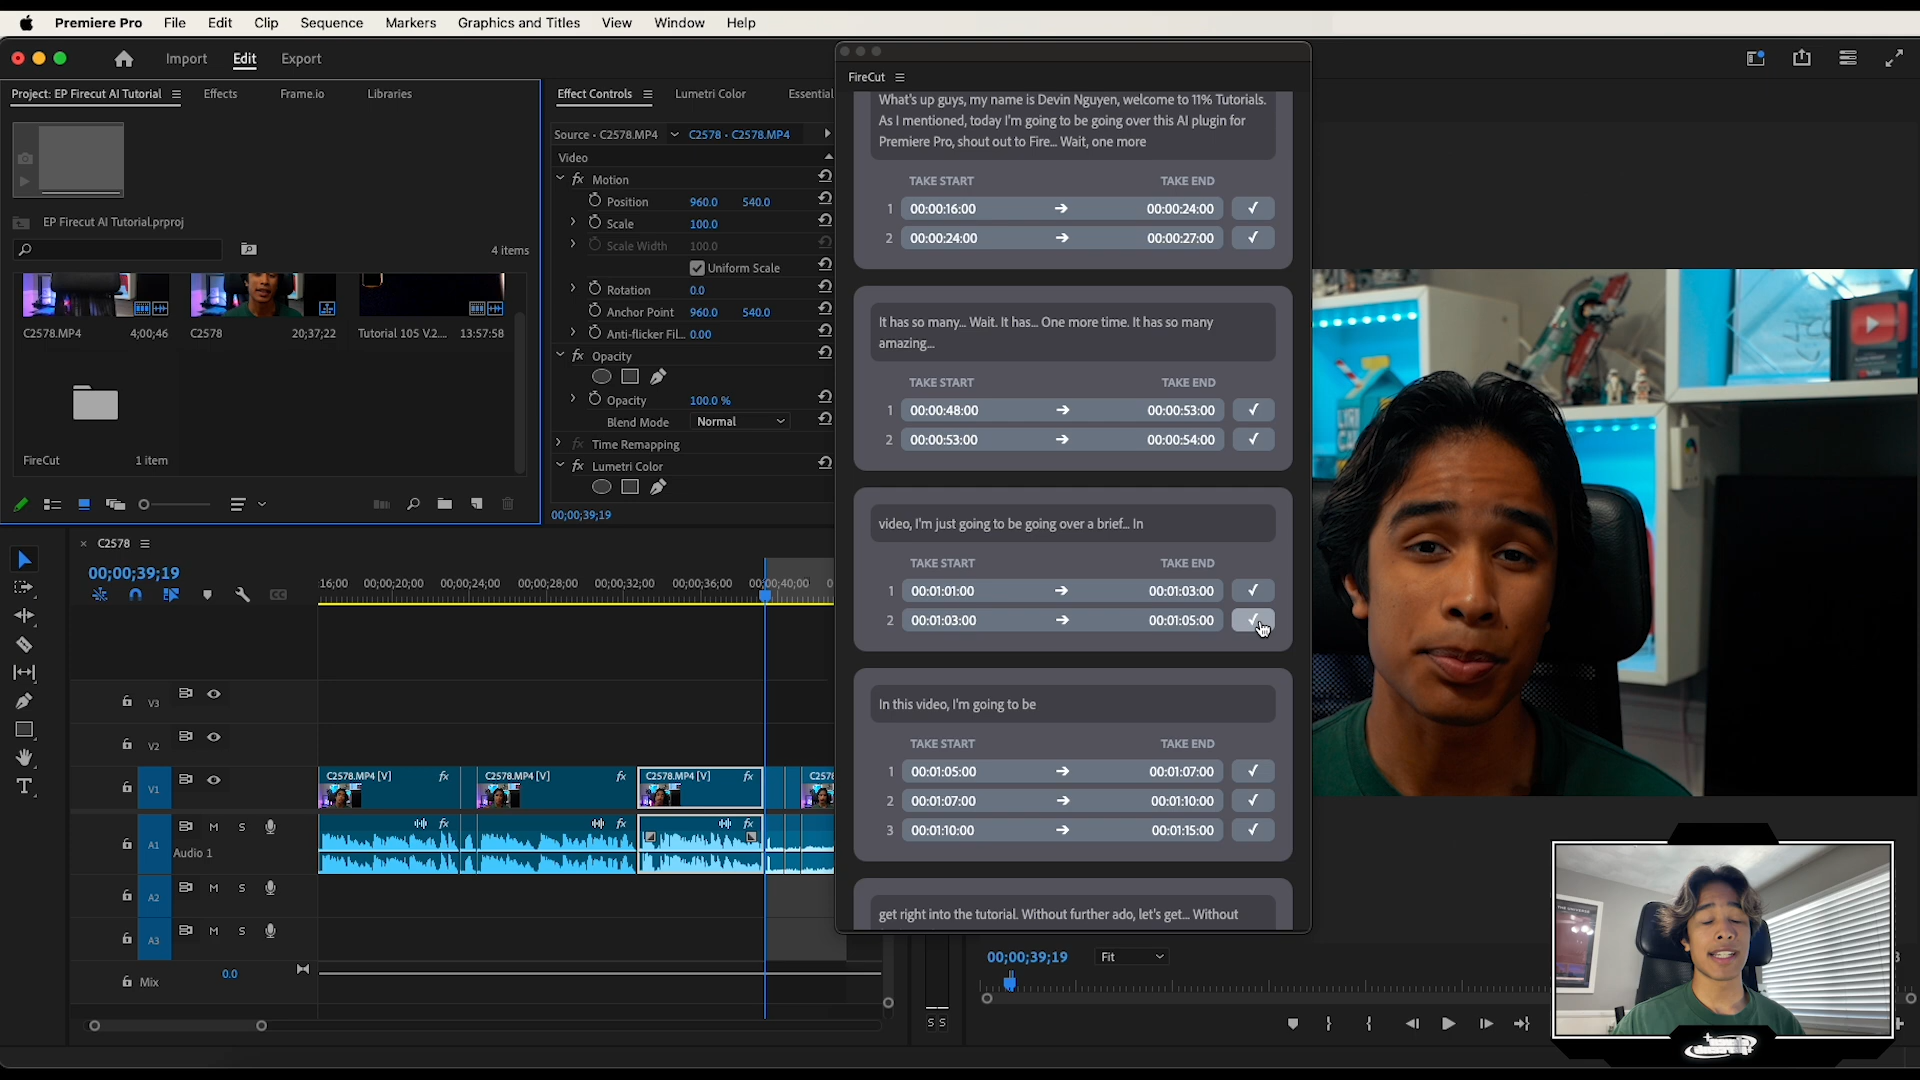 Premiere Pro File Edit Clip Sequence Markers Graphics and Titles View Window Help
Import Edit Export
Project: EP Firecut AI Tutorial Effects Frame.io Libraries
EP Firecut AI Tutorial.prproj
4 items
C2578.MP4 4;00;46
C2578 20;37;22
Tutorial 105 V.2... 13:57:58
FireCut 1 item
Effect Controls Lumetri Color Essential
Source • C2578.MP4 C2578 • C2578.MP4
Video
fx Motion
Position 960.0 540.0
Scale 100.0
Scale Width 100.0
Uniform Scale
Rotation 0.0
Anchor Point 960.0 540.0
Anti-flicker Fil... 0.00
fx Opacity
Opacity 100.0 %
Blend Mode Normal
fx Time Remapping
fx Lumetri Color
00;00;39;19
FireCut
What's up guys, my name is Devin Nguyen, welcome to 11% Tutorials.
As I mentioned, today I'm going to be going over this AI plugin for
Premiere Pro, shout out to Fire... Wait, one more
TAKE START TAKE END
1 00:00:16:00 → 00:00:24:00 ✓
2 00:00:24:00 → 00:00:27:00 ✓
It has so many... Wait. It has... One more time. It has so many
amazing...
TAKE START TAKE END
1 00:00:48:00 → 00:00:53:00 ✓
2 00:00:53:00 → 00:00:54:00 ✓
video, I'm just going to be going over a brief... In
TAKE START TAKE END
1 00:01:01:00 → 00:01:03:00 ✓
2 00:01:03:00 → 00:01:05:00 ✓
In this video, I'm going to be
TAKE START TAKE END
1 00:01:05:00 → 00:01:07:00 ✓
2 00:01:07:00 → 00:01:10:00 ✓
3 00:01:10:00 → 00:01:15:00 ✓
get right into the tutorial. Without further ado, let's get... Without
C2578
00;00;39;19
16;00 00;00;20;00 00;00;24;00 00;00;28;00 00;00;32;00 00;00;36;00 00;00;40;00 0
CC
V3
V2
V1
C2578.MP4 [V] fx C2578.MP4 [V] fx C2578.MP4 [V] fx C257
A1 M S
Audio 1
fx fx fx
A2 M S
A3 M S
Mix 0.0
S S
00;00;39;19 Fit